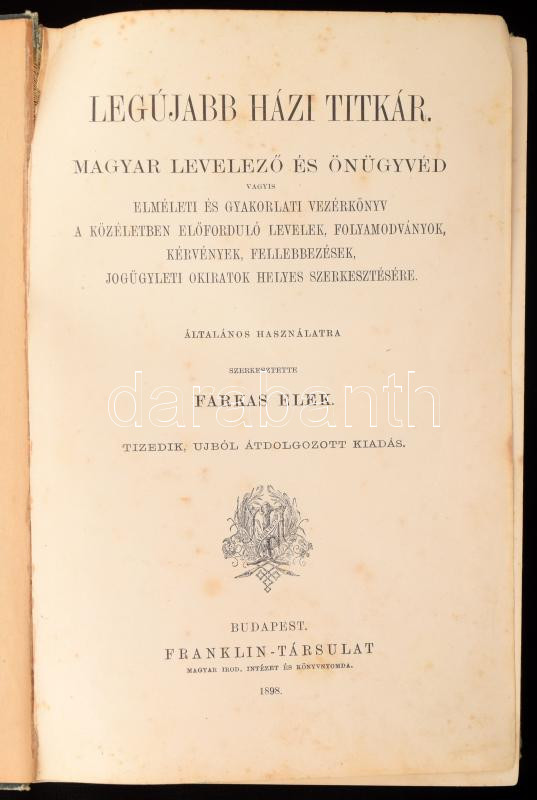 LEGÚJABB HÁZI TITKÁR.
MAGYAR LEVELEZŐ ÉS ÖNÜGYVÉD
VAGYIS
ELMÉLETI ÉS GYAKORLATI VEZÉRKÖNYV
A KÖZÉLETBEN ELŐFORDULÓ LEVELEK, FOLYAMODVÁNYOK,
KÉRVÉNYEK, FELLEBBEZÉSEK,
JOGÜGYLETI OKIRATOK HELYES SZERKESZTÉSÉRE.
ÁLTALÁNOS HASZNÁLATRA
SZERKESZTETTE
FARKAS ELEK.
darabanth
TIZEDIK, UJBÓL ÁTDOLGOZOTT KIADÁS.
BUDAPEST.
FRANKLIN-TÁRSULAT
MAGYAR IROD. INTÉZET ÉS KÖNYVNYOMDA.
1898.